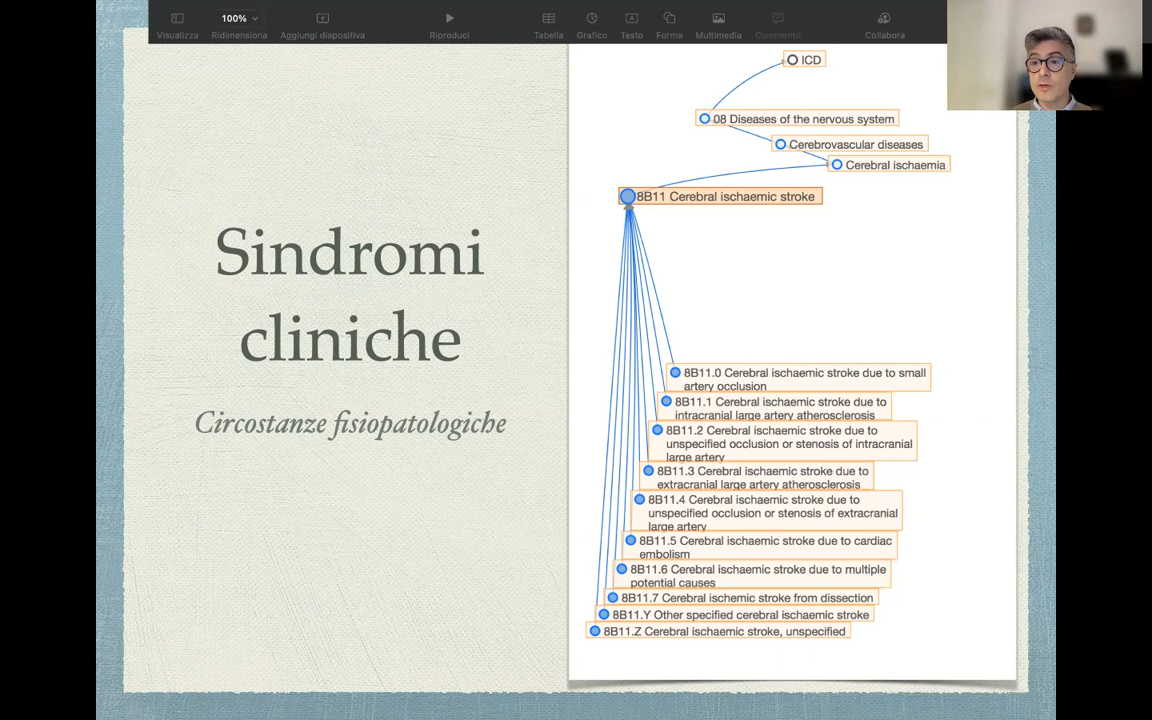 100%
Visualizza
Ridimensiona
Aggiungi diapositiva
Riproduci
Tabella
Grafico
Testo
Forma
Multimedia
Commento
Collabora
Sindromi
cliniche
Circostanze fisiopatologiche
ICD
08 Diseases of the nervous system
Cerebrovascular diseases
Cerebral ischaemia
8B11 Cerebral ischaemic stroke
8B11.0 Cerebral ischaemic stroke due to small
artery occlusion
8B11.1 Cerebral ischaemic stroke due to
intracranial large artery atherosclerosis
8B11.2 Cerebral ischaemic stroke due to
unspecified occlusion or stenosis of intracranial
large artery
8B11.3 Cerebral ischaemic stroke due to
extracranial large artery atherosclerosis
8B11.4 Cerebral ischaemic stroke due to
unspecified occlusion or stenosis of extracranial
large artery
8B11.5 Cerebral ischaemic stroke due to cardiac
embolism
8B11.6 Cerebral ischaemic stroke due to multiple
potential causes
8B11.7 Cerebral ischemic stroke from dissection
8B11.Y Other specified cerebral ischaemic stroke
8B11.Z Cerebral ischaemic stroke, unspecified